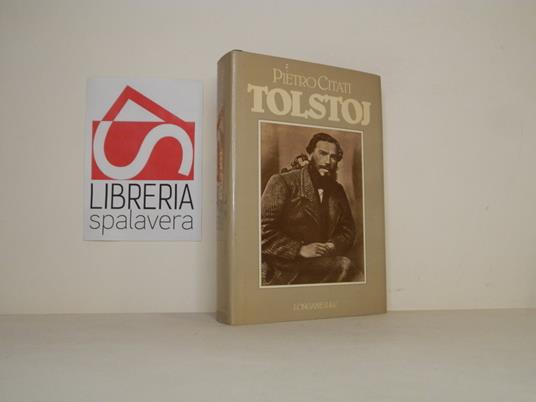 LIBRERIA
spalavera
PIETRO CITATI
TOLSTOJ
LONGANESI & C.